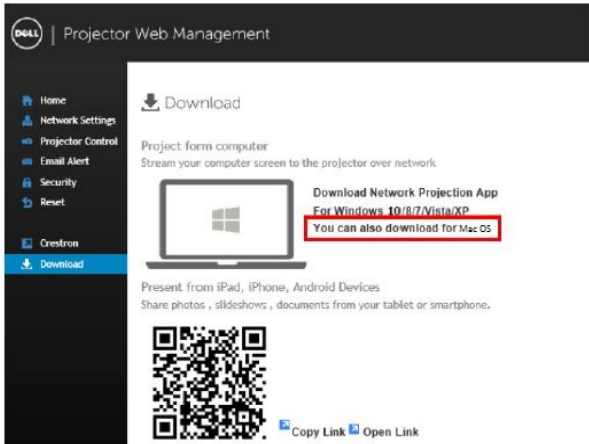 DELL | Projector Web Management
Home
Network Settings
Projector Control
Email Alert
Security
Reset
Crestron
Download
Download
Project form computer
Stream your computer screen to the projector over network
Download Network Projection App
For Windows 10/8/7/Vista/XP
You can also download for Mac OS
Present from iPad, iPhone, Android Devices
Share photos , slideshows , documents from your tablet or smartphone.
Copy Link Open Link